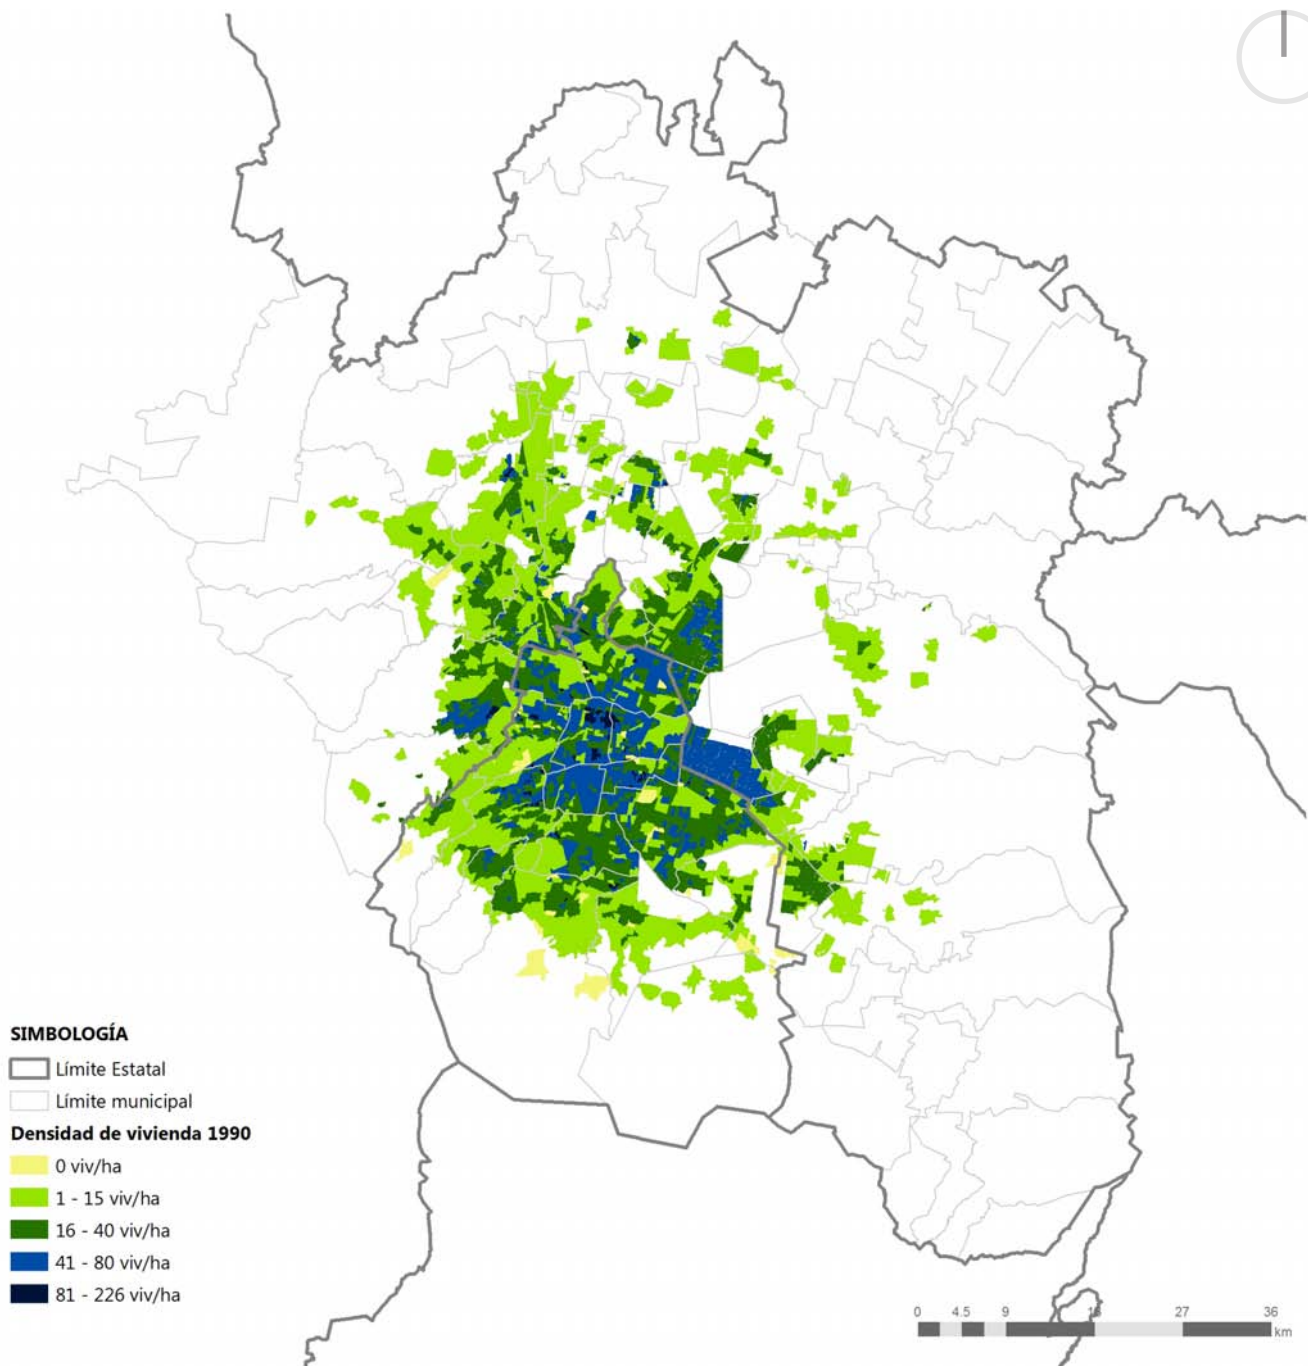 SIMBOLOGÍA
Límite Estatal
Límite municipal
Densidad de vivienda 1990
0 viv/ha
1 - 15 viv/ha
16 - 40 viv/ha
41 - 80 viv/ha
81 - 226 viv/ha
0 4.5 9 18 27 36
km